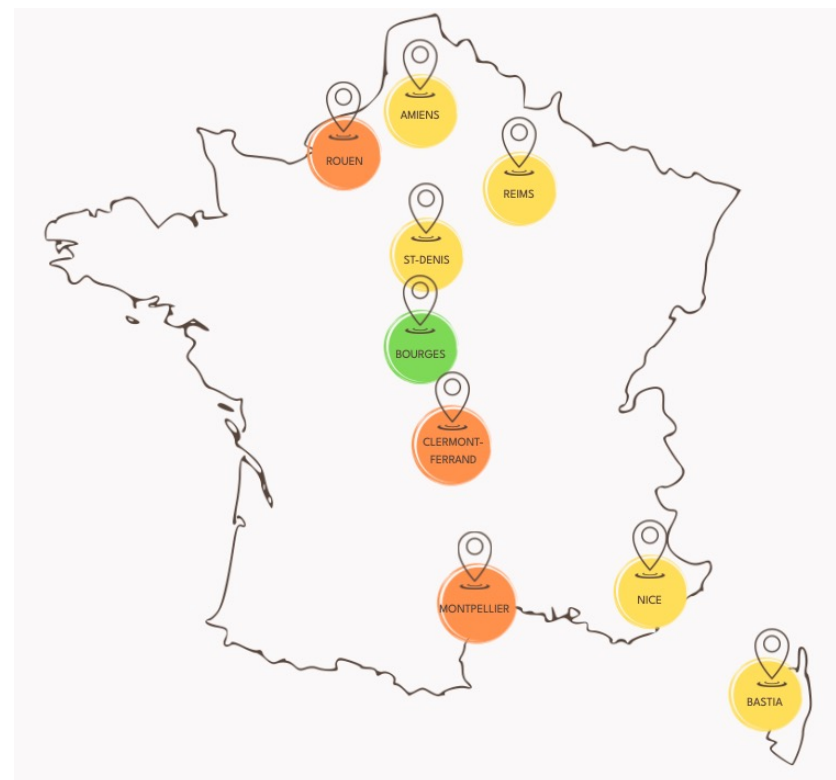 AMIENS
ROUEN
REIMS
ST-DENIS
BOURGES
CLERMONT-
FERRAND
MONTPELLIER
NICE
BASTIA